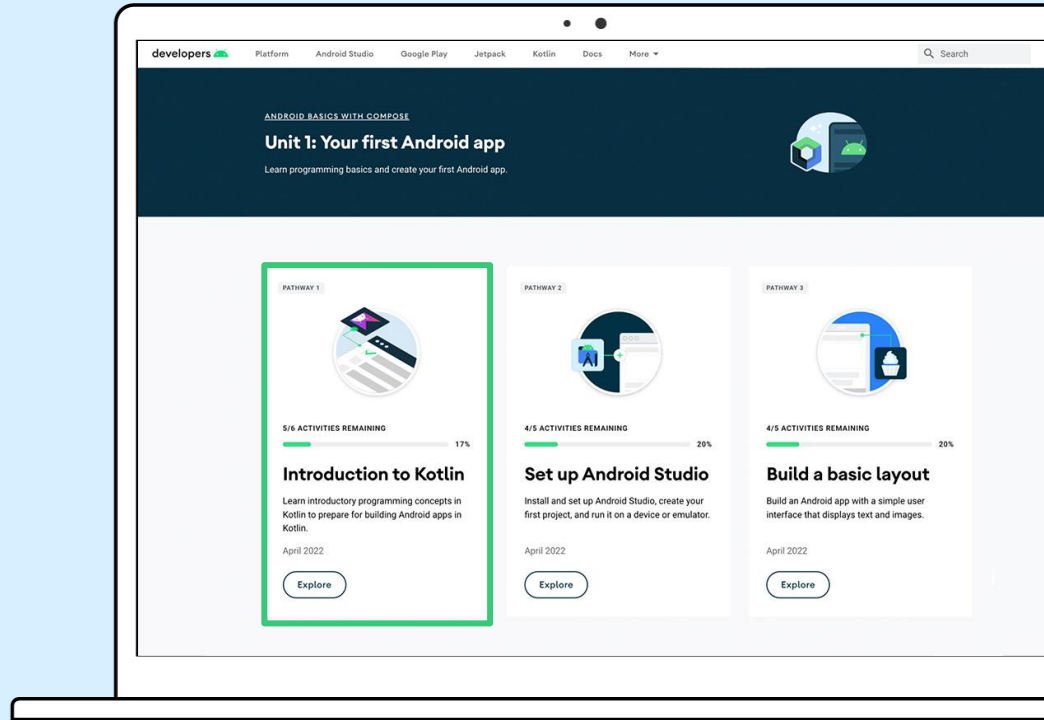 developers
Platform Android Studio Google Play Jetpack Kotlin Docs More
Search
ANDROID BASICS WITH COMPOSE
Unit 1: Your first Android app
Learn programming basics and create your first Android app.
PATHWAY 1
5/6 ACTIVITIES REMAINING
17%
Introduction to Kotlin
Learn introductory programming concepts in
Kotlin to prepare for building Android apps in
Kotlin.
April 2022
Explore
PATHWAY 2
4/5 ACTIVITIES REMAINING
20%
Set up Android Studio
Install and set up Android Studio, create your
first project, and run it on a device or emulator.
April 2022
Explore
PATHWAY 3
4/5 ACTIVITIES REMAINING
20%
Build a basic layout
Build an Android app with a simple user
interface that displays text and images.
April 2022
Explore